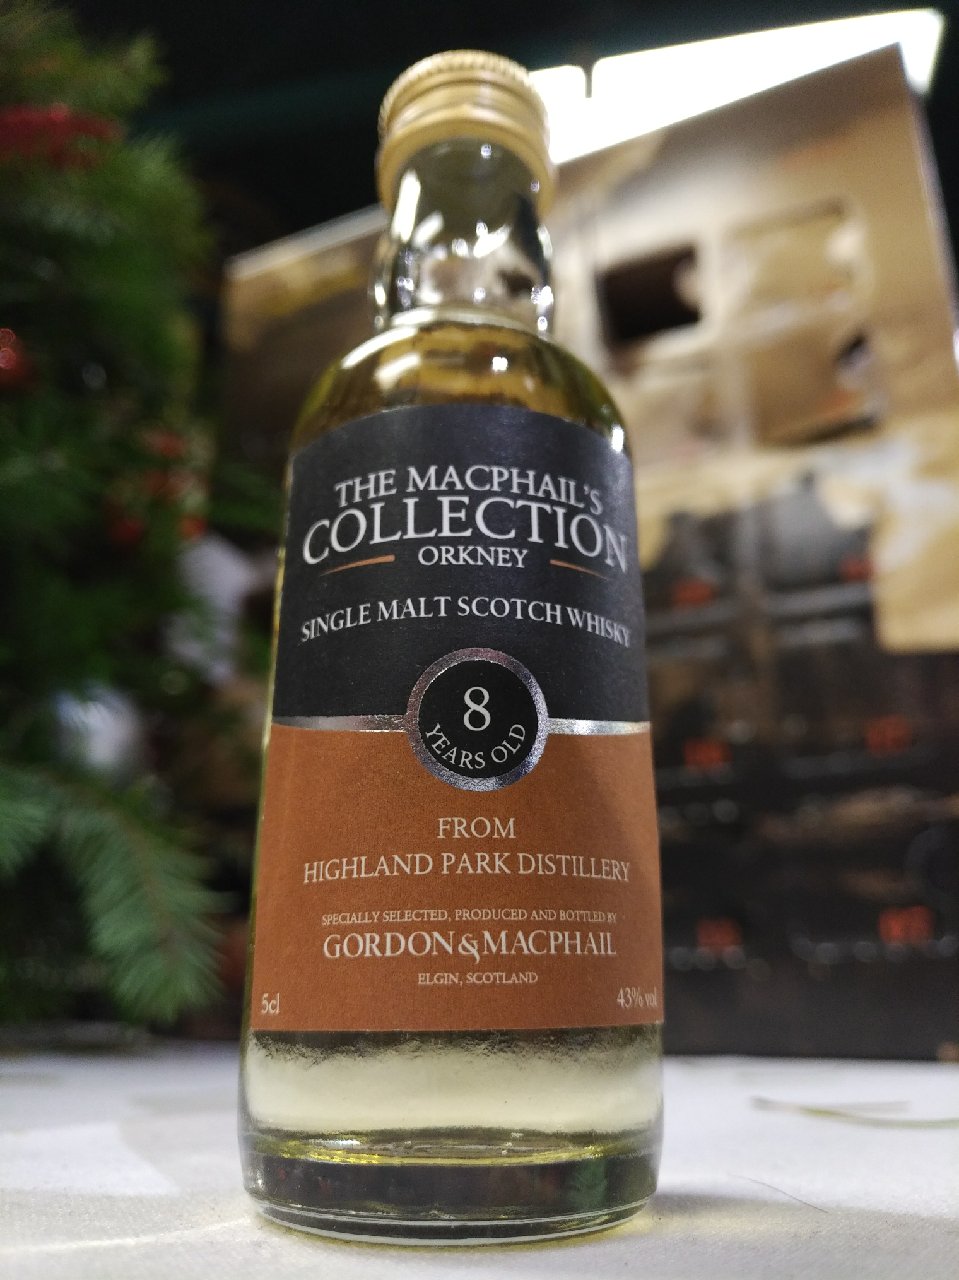 THE MACPHAIL'S
COLLECTION
ORKNEY
SINGLE MALT SCOTCH WHISKY
8
YEARS OLD
FROM
HIGHLAND PARK DISTILLERY
SPECIALLY SELECTED, PRODUCED AND BOTTLED BY
GORDON&MACPHAIL
ELGIN, SCOTLAND
5cl 43% vol